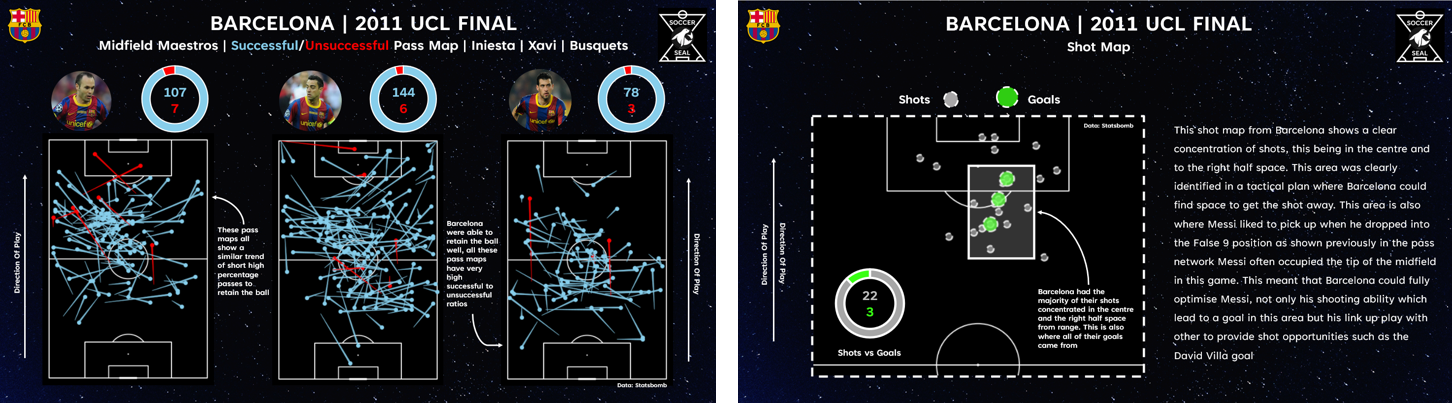 BARCELONA | 2011 UCL FINAL
Midfield Maestros | Successful/Unsuccessful Pass Map | Iniesta | Xavi | Busquets
FCB
SOCCER
SEAL
107
7
144
6
78
3
unicef
unicef
unicef
Direction Of Play
These pass
maps all
show a
similar trend
of short high
percentage
passes to
retain the ball
Barcelona
were able to
retain the ball
well, all these
pass maps
have very
high
successful to
unsuccessful
ratios
Direction Of Play
Data: Statsbomb
BARCELONA | 2011 UCL FINAL
Shot Map
FCB
SOCCER
SEAL
Shots
Goals
Data: Statsbomb
Direction Of Play
Direction Of Play
22
3
Shots vs Goals
Barcelona had the
majority of their shots
concentrated in the centre
and the right half space
from range. This is also
where all of their goals
came from
This shot map from Barcelona shows a clear
concentration of shots, this being in the centre and
to the right half space. This area was clearly
identified in a tactical plan where Barcelona could
find space to get the shot away. This area is also
where Messi liked to pick up when he dropped into
the False 9 position as shown previously in the pass
network Messi often occupied the tip of the midfield
in this game. This meant that Barcelona could fully
optimise Messi, not only his shooting ability which
lead to a goal in this area but his link up play with
other to provide shot opportunities such as the
David Villa goal